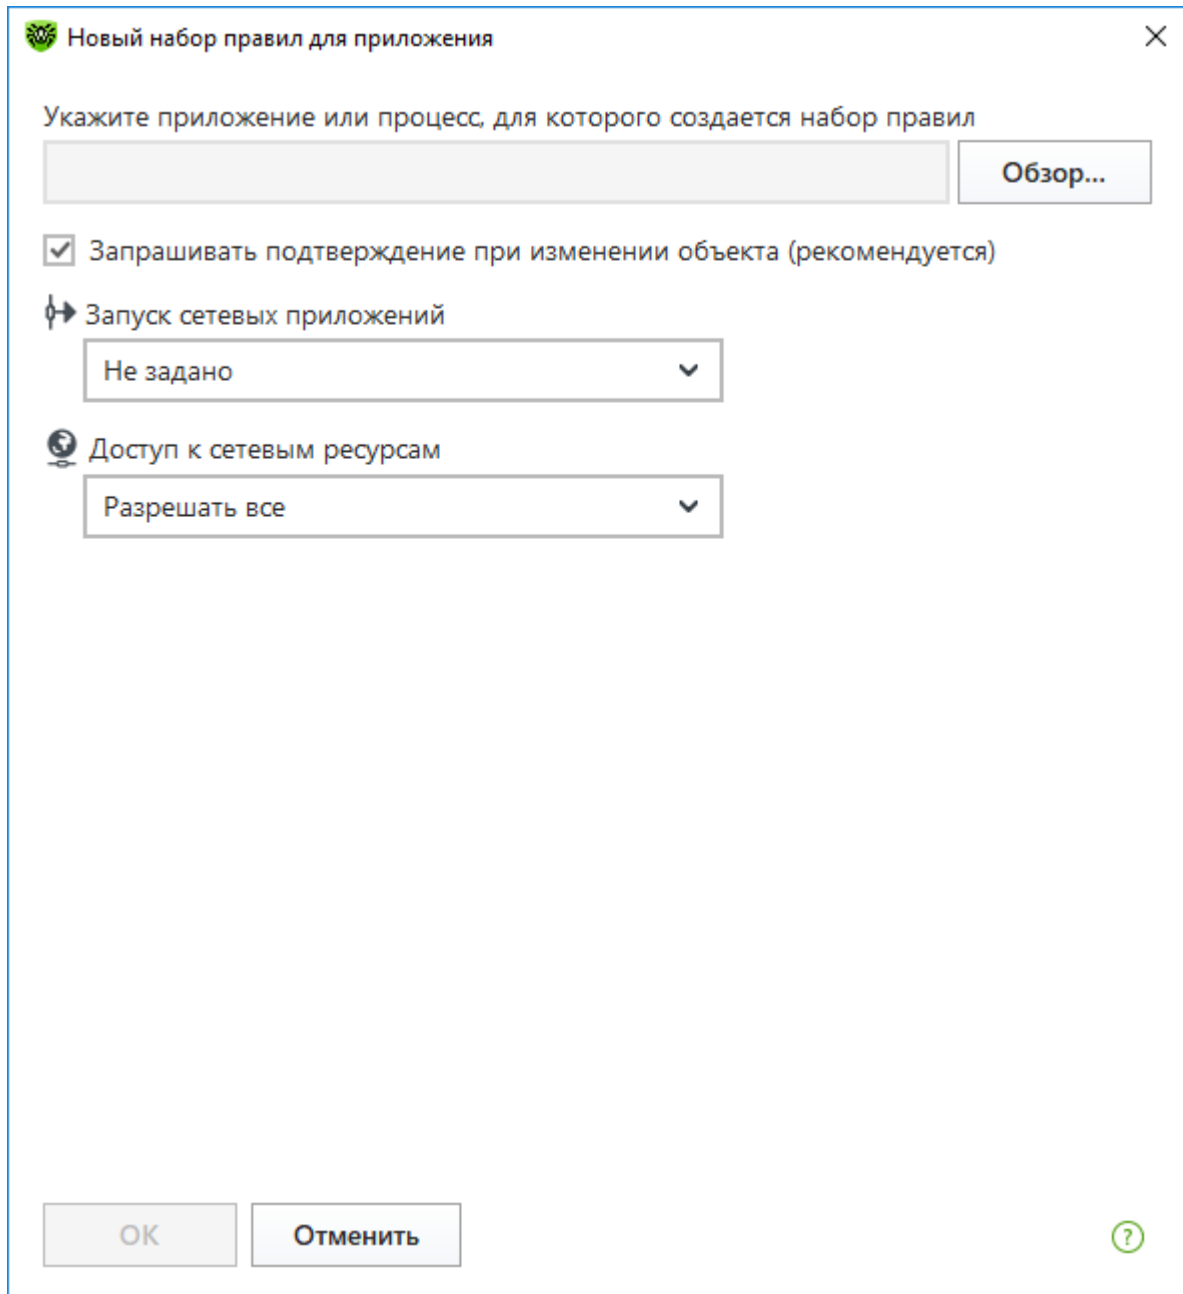 Новый набор правил для приложения
Укажите приложение или процесс, для которого создается набор правил
Обзор...
Запрашивать подтверждение при изменении объекта (рекомендуется)
Запуск сетевых приложений
Не задано
Доступ к сетевым ресурсам
Разрешать все
ОК
Отменить
?